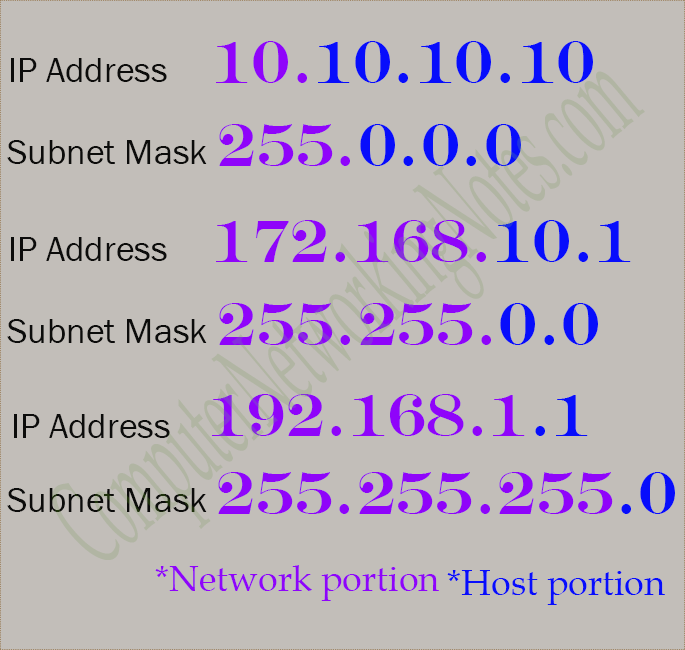 IP Address 10.10.10.10
Subnet Mask 255.0.0.0
IP Address 172.168.10.1
Subnet Mask 255.255.0.0
IP Address 192.168.1.1
Subnet Mask 255.255.255.0
*Network portion *Host portion
ComputerNetworkingNotes.com